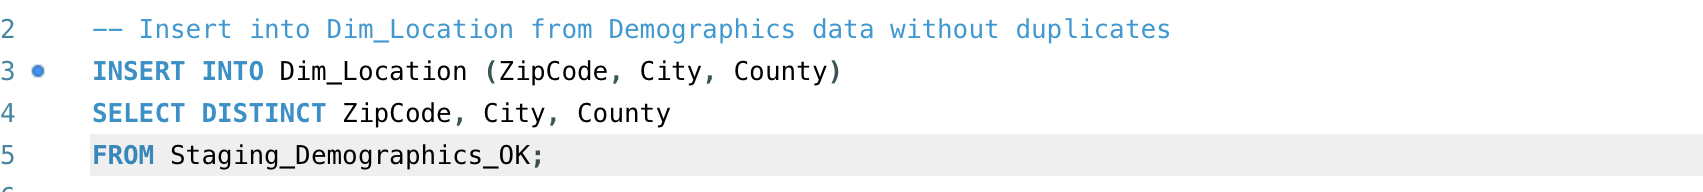 2 -- Insert into Dim_Location from Demographics data without duplicates
3 INSERT INTO Dim_Location (ZipCode, City, County)
4 SELECT DISTINCT ZipCode, City, County
5 FROM Staging_Demographics_OK;